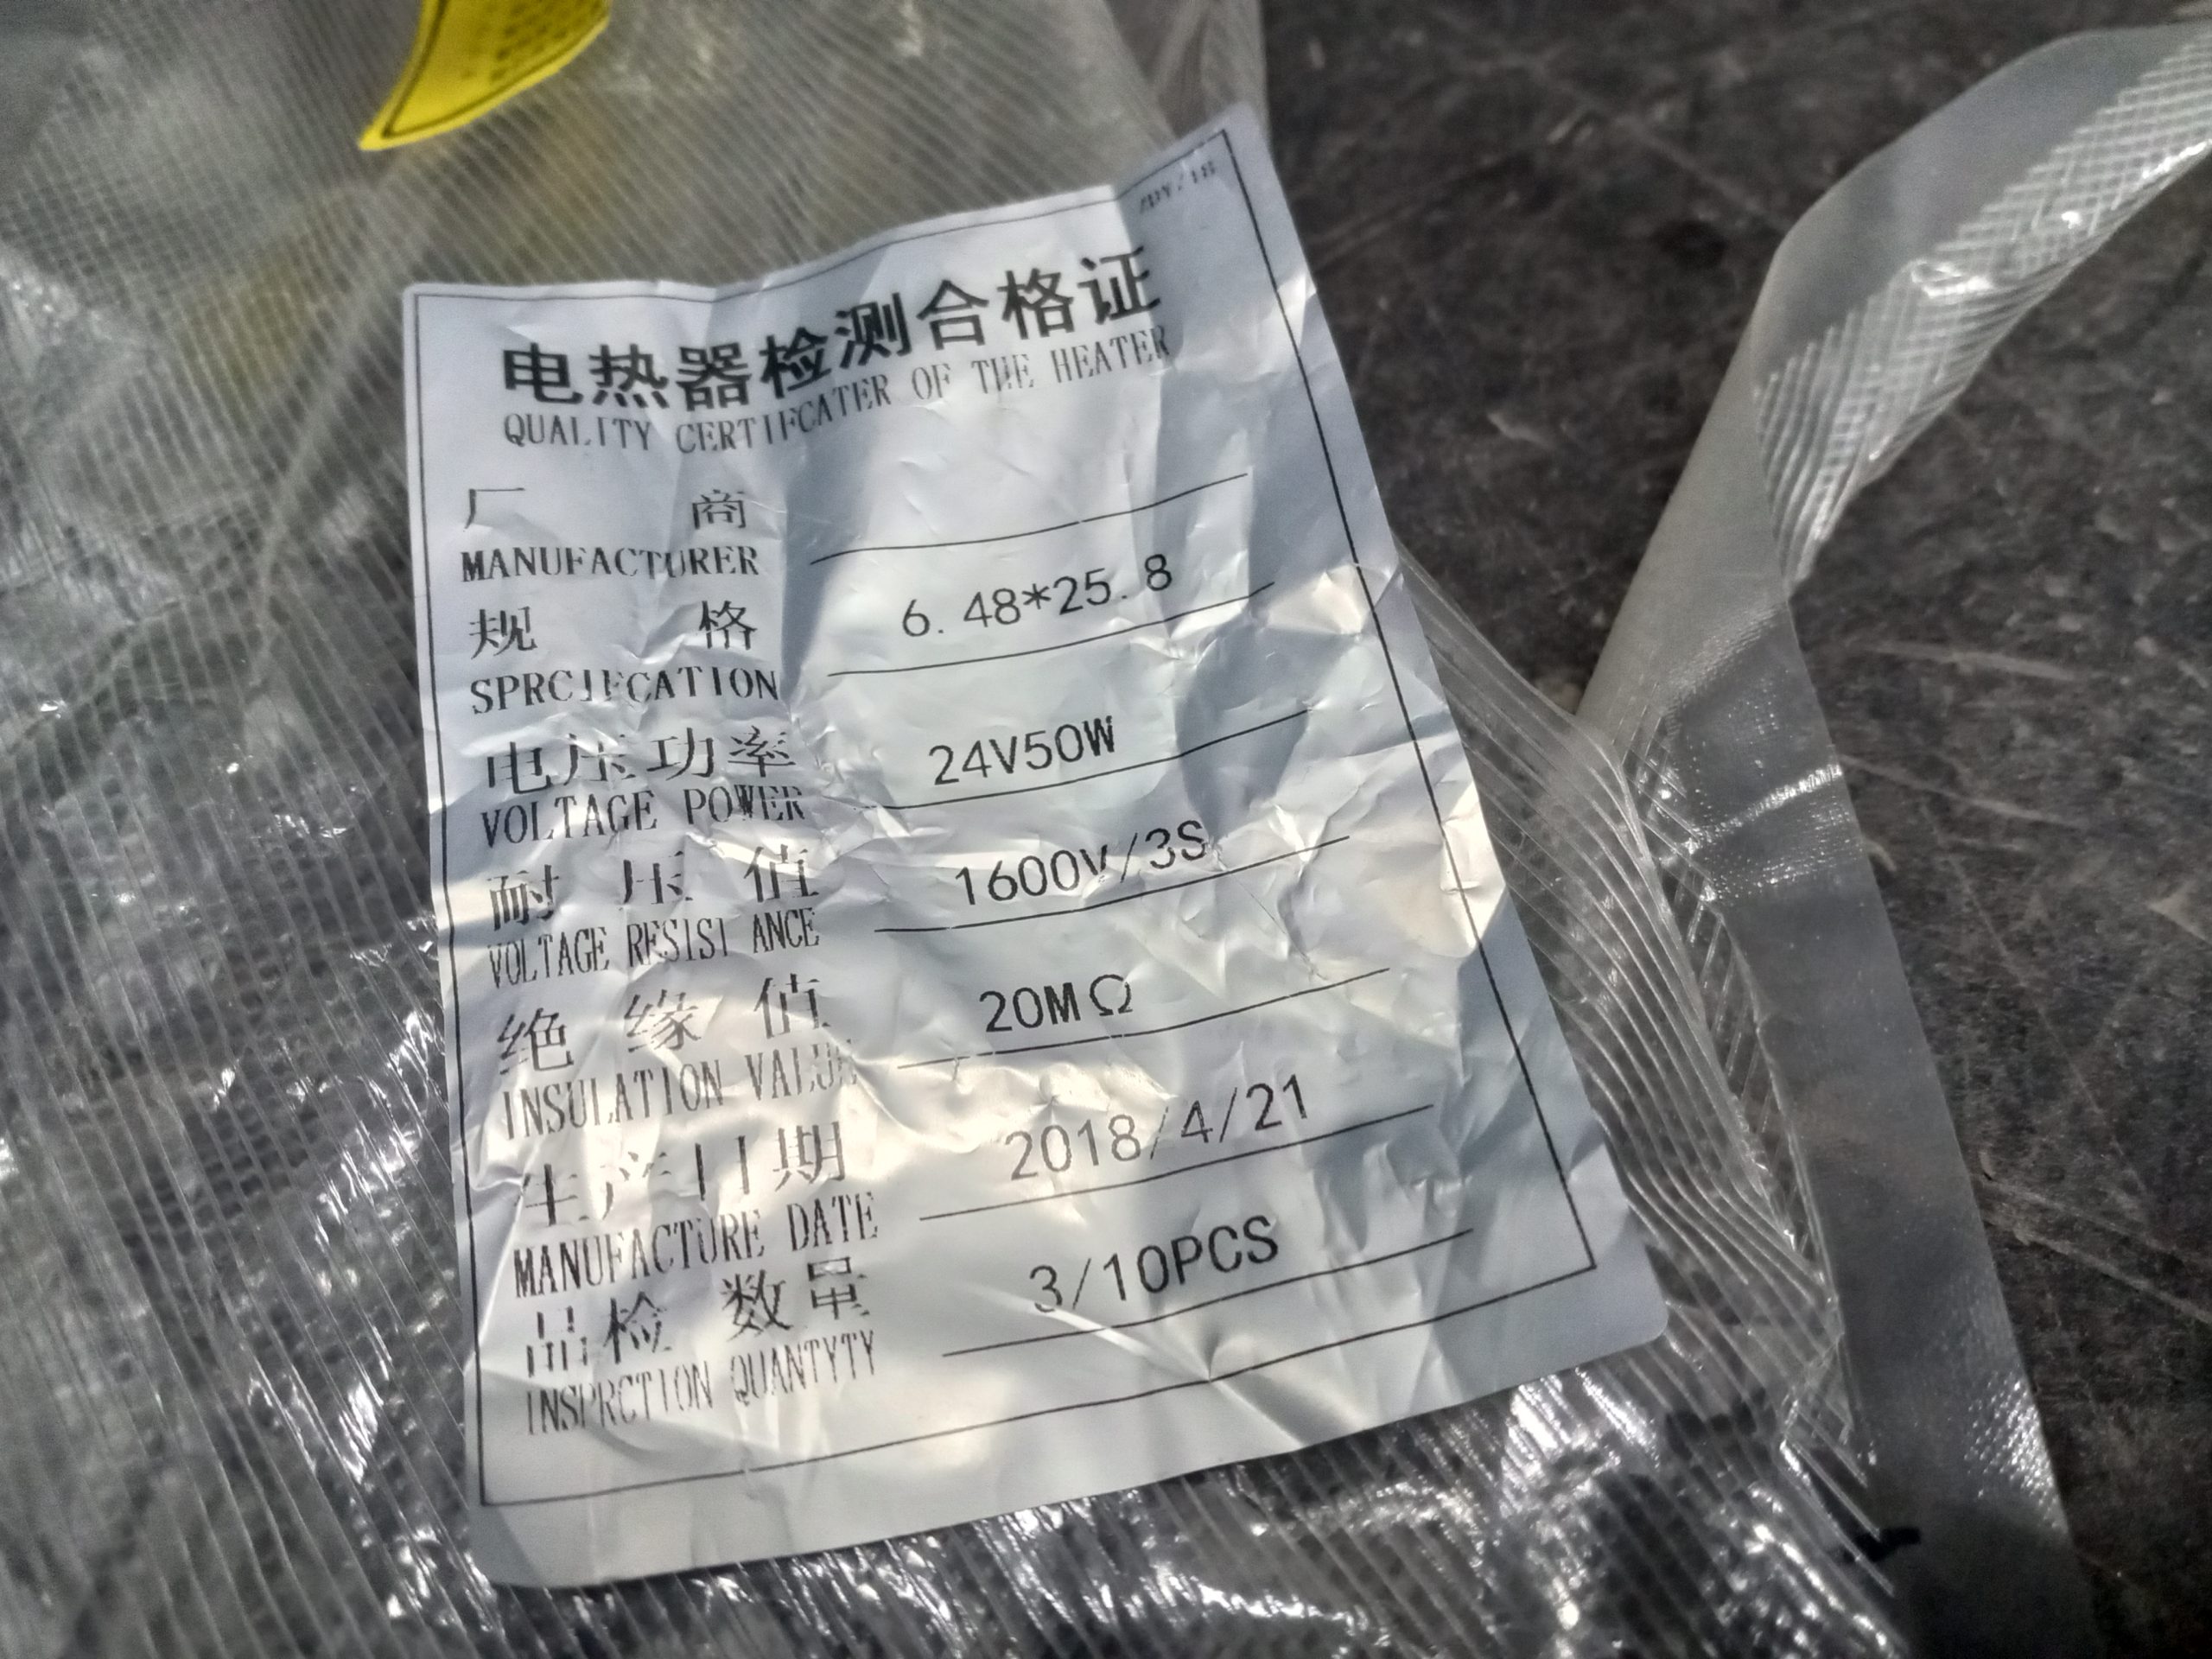 电热器检测合格证
QUALITY CERTIFCATER OF THE HEATER
厂 商
MANUFACTURER
规 格 6.48*25.8
SPRCIFCATION
电压功率 24V50W
VOLTAGE POWER
耐 压 值 1600V/3S
VOLTAGE RESIST ANCE
绝 缘 值 20MΩ
INSULATION VALUE
生产日期 2018/4/21
MANUFACTURE DATE
品检 数量 3/10PCS
INSPRCTION QUANTYTY